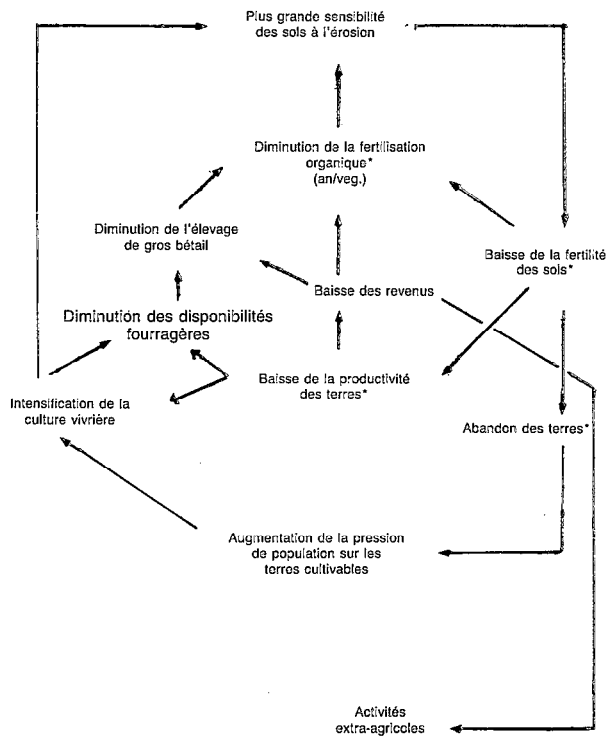 Plus grande sensibilité
des sols à l'érosion
Diminution de la fertilisation
organique*
(an/veg.)
Diminution de l'élevage
de gros bétail
Baisse de la fertilité
des sols*
Baisse des revenus
Diminution des disponibilités
fourragères
Baisse de la productivité
des terres*
Intensification de la
culture vivrière
Abandon des terres*
Augmentation de la pression
de population sur les
terres cultivables
Activités
extra-agricoles